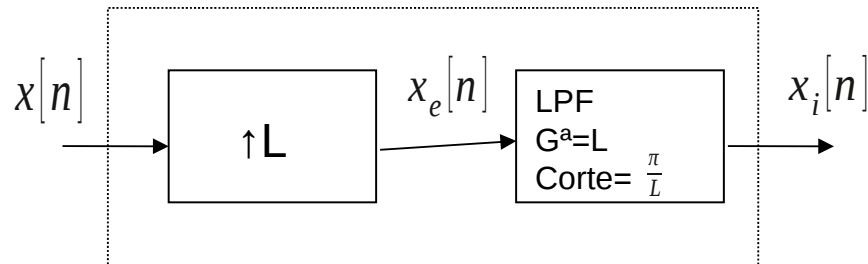 x[n]
↑L
x_e[n]
LPF
Gª=L
Corte= π/L
x_i[n]